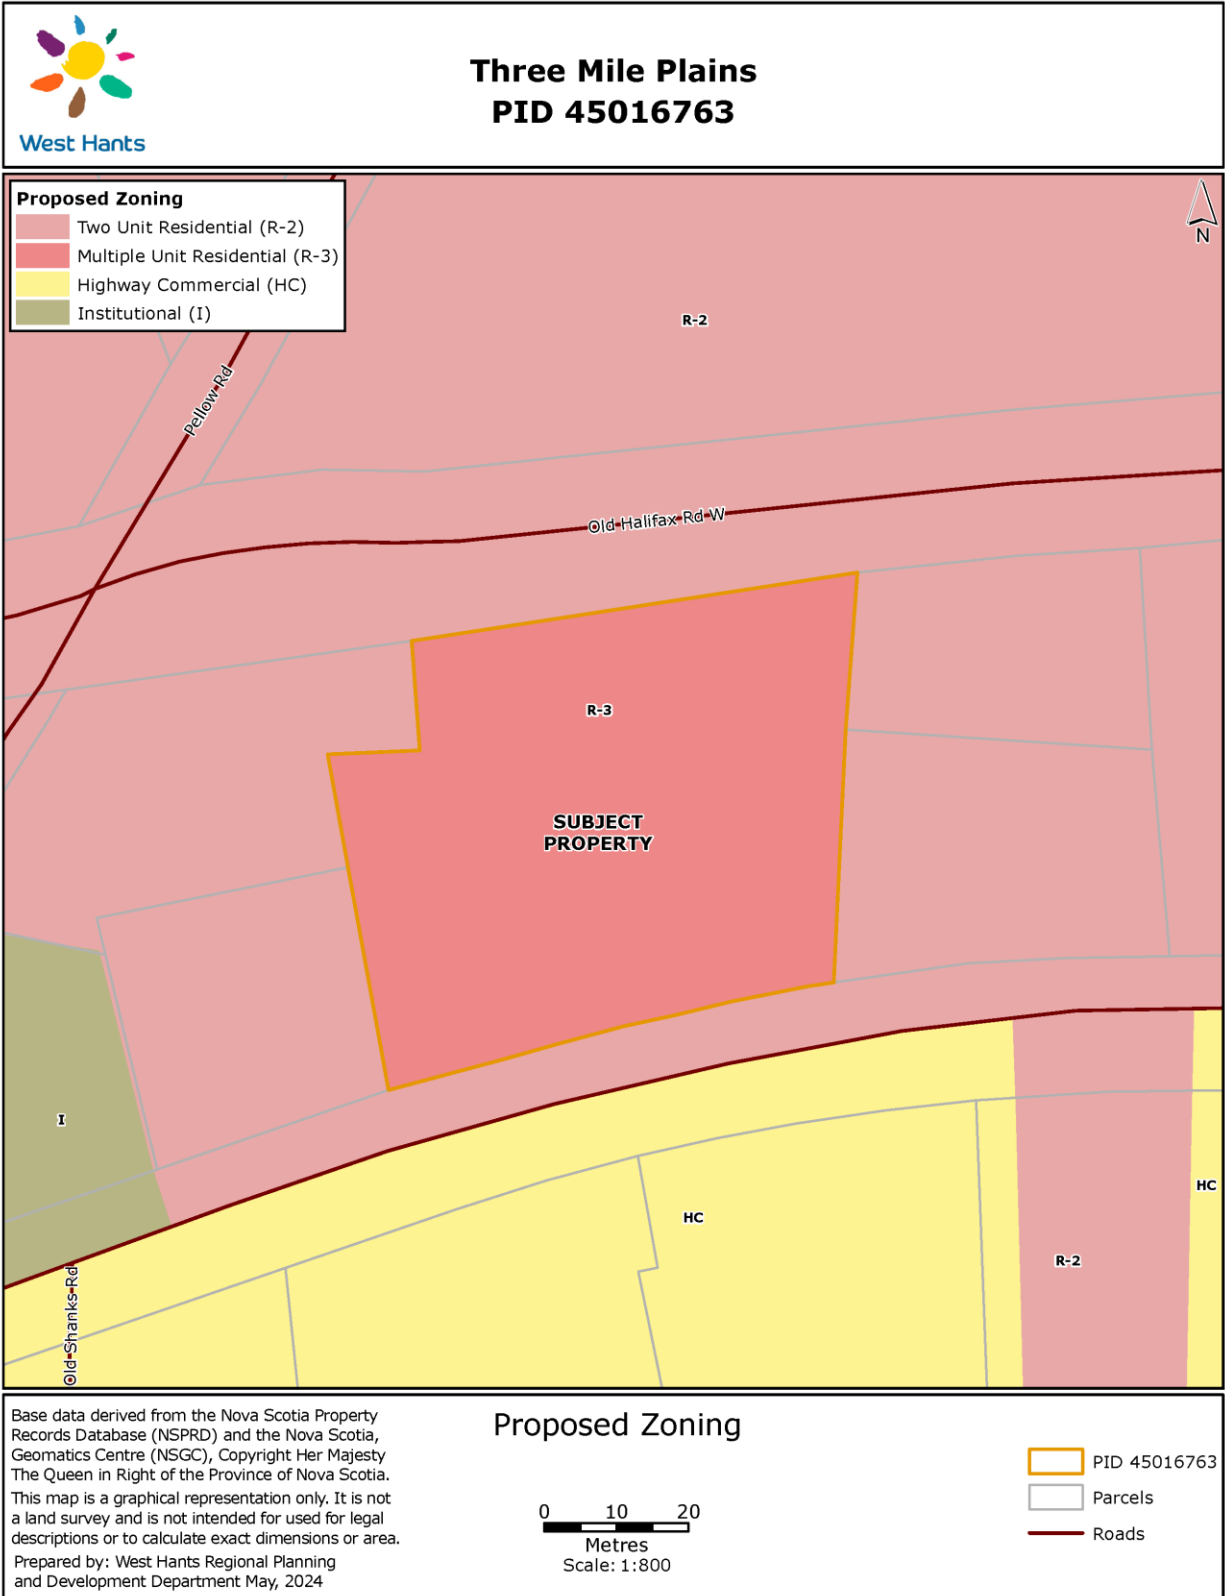 West Hants
Three Mile Plains
PID 45016763
Proposed Zoning
Two Unit Residential (R-2)
Multiple Unit Residential (R-3)
Highway Commercial (HC)
Institutional (I)
N
R-2
Pellow Rd
Old Halifax Rd W
R-3
SUBJECT
PROPERTY
I
HC
HC
R-2
Old Shanks Rd
Base data derived from the Nova Scotia Property
Records Database (NSPRD) and the Nova Scotia,
Geomatics Centre (NSGC), Copyright Her Majesty
The Queen in Right of the Province of Nova Scotia.
This map is a graphical representation only. It is not
a land survey and is not intended for used for legal
descriptions or to calculate exact dimensions or area.
Prepared by: West Hants Regional Planning
and Development Department May, 2024
Proposed Zoning
0 10 20
Metres
Scale: 1:800
PID 45016763
Parcels
Roads